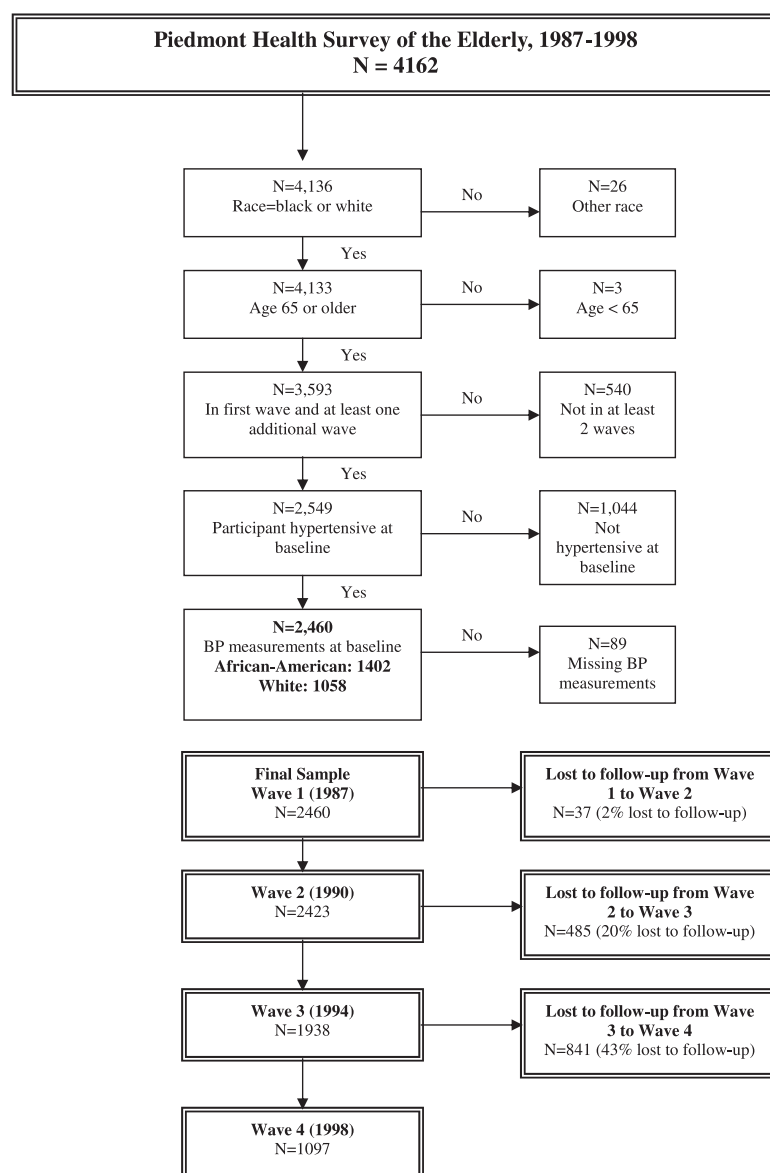 Piedmont Health Survey of the Elderly, 1987-1998
N = 4162
N=4,136
Race=black or white
No
N=26
Other race
Yes
N=4,133
Age 65 or older
No
N=3
Age < 65
Yes
N=3,593
In first wave and at least one
additional wave
No
N=540
Not in at least
2 waves
Yes
N=2,549
Participant hypertensive at
baseline
No
N=1,044
Not
hypertensive at
baseline
Yes
N=2,460
BP measurements at baseline
African-American: 1402
White: 1058
No
N=89
Missing BP
measurements
Final Sample
Wave 1 (1987)
N=2460
Lost to follow-up from Wave
1 to Wave 2
N=37 (2% lost to follow-up)
Wave 2 (1990)
N=2423
Lost to follow-up from Wave
2 to Wave 3
N=485 (20% lost to follow-up)
Wave 3 (1994)
N=1938
Lost to follow-up from Wave
3 to Wave 4
N=841 (43% lost to follow-up)
Wave 4 (1998)
N=1097